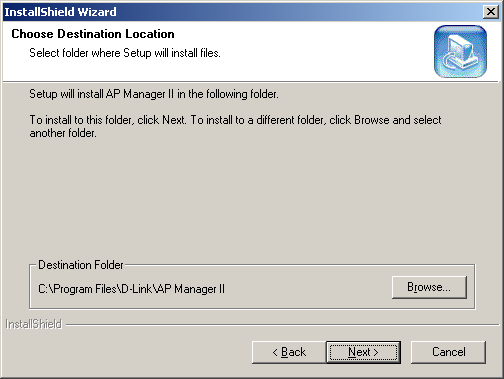 InstallShield Wizard
Choose Destination Location
Select folder where Setup will install files.
Setup will install AP Manager II in the following folder.
To install to this folder, click Next. To install to a different folder, click Browse and select
another folder.
Destination Folder
C:\Program Files\D-Link\AP Manager II
Browse...
InstallShield
< Back
Next >
Cancel